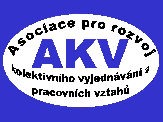 Asociace pro rozvoj
AKV
kolektivního vyjednávání a
pracovních vztahů